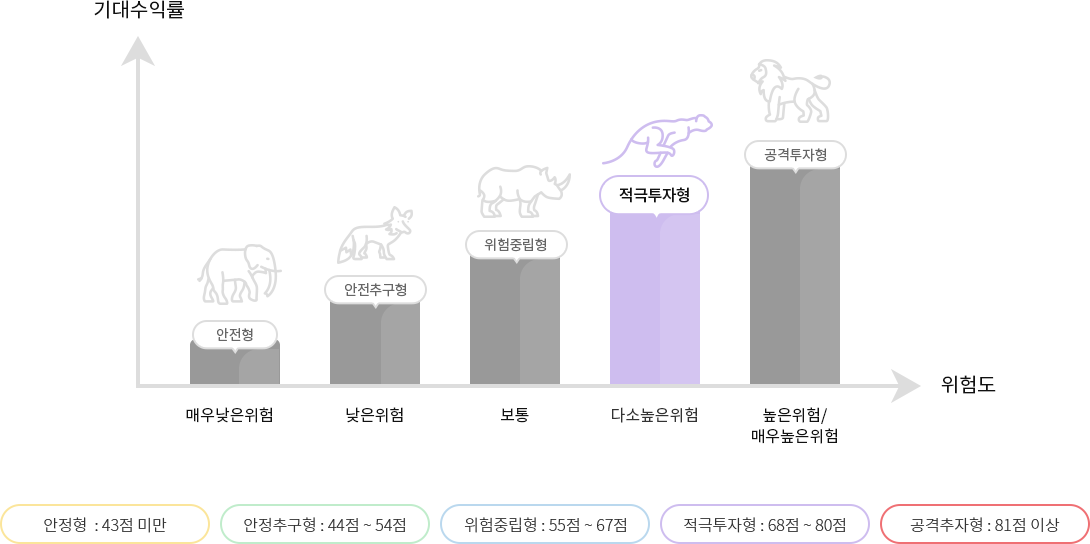 기대수익률
공격투자형
적극투자형
위험중립형
안전추구형
안전형
위험도
매우낮은위험
낮은위험
보통
다소높은위험
높은위험/
매우높은위험
안정형 : 43점 미만
안정추구형 : 44점 ~ 54점
위험중립형 : 55점 ~ 67점
적극투자형 : 68점 ~ 80점
공격추자형 : 81점 이상